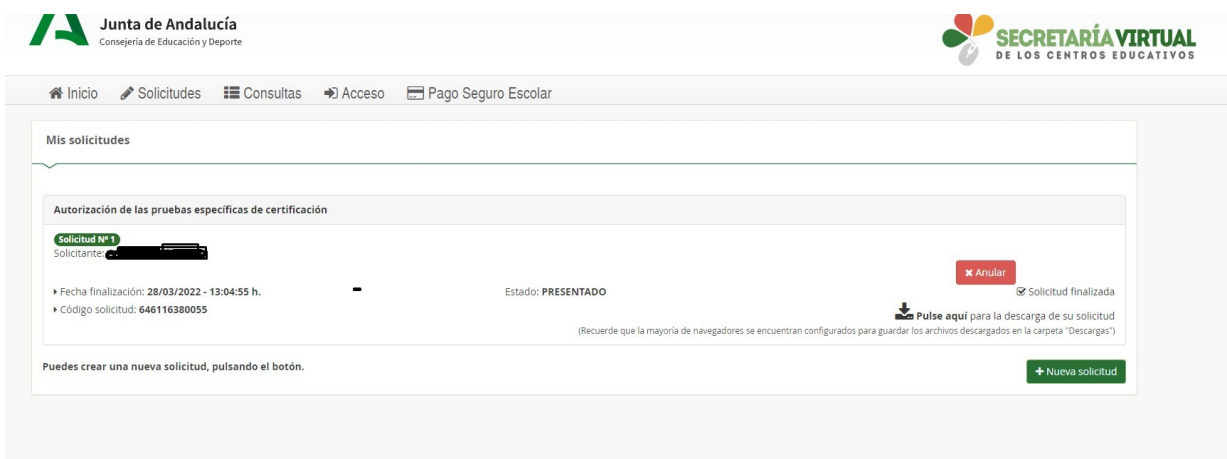 Junta de Andalucía
Consejería de Educación y Deporte
SECRETARÍA VIRTUAL
DE LOS CENTROS EDUCATIVOS
Inicio Solicitudes Consultas Acceso Pago Seguro Escolar
Mis solicitudes
Autorización de las pruebas específicas de certificación
Solicitud Nº 1
Solicitante:
Anular
Fecha finalización: 28/03/2022 - 13:04:55 h. Estado: PRESENTADO Solicitud finalizada
Código solicitud: 646116380055 Pulse aquí para la descarga de su solicitud
(Recuerde que la mayoría de navegadores se encuentran configurados para guardar los archivos descargados en la carpeta "Descargas")
Puedes crear una nueva solicitud, pulsando el botón. + Nueva solicitud